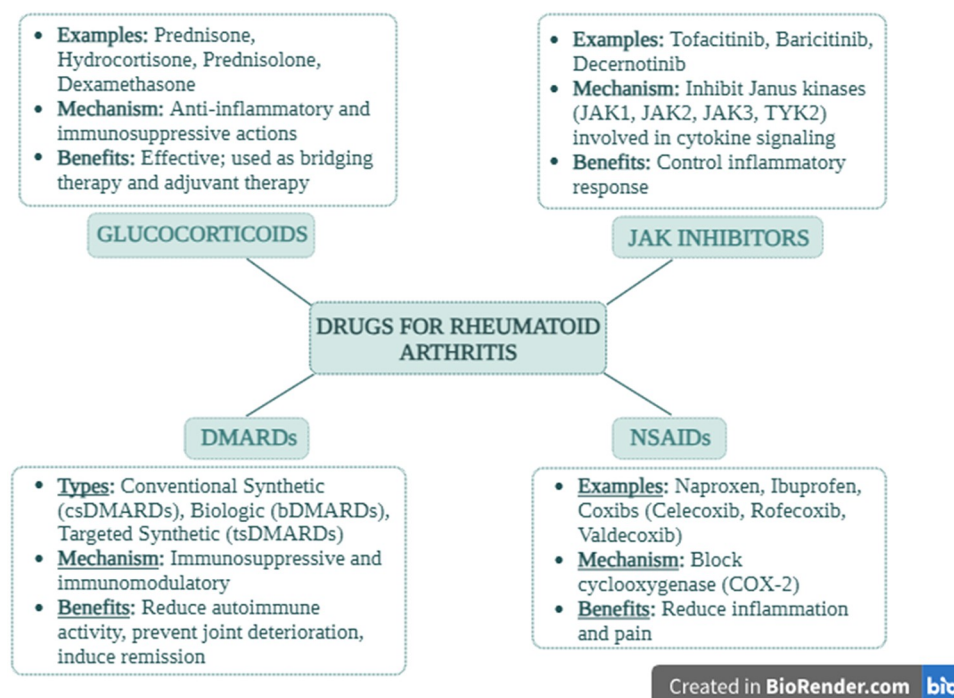 Examples: Prednisone,
Hydrocortisone, Prednisolone,
Dexamethasone
Mechanism: Anti-inflammatory and
immunosuppressive actions
Benefits: Effective; used as bridging
therapy and adjuvant therapy
GLUCOCORTICOIDS
Examples: Tofacitinib, Baricitinib,
Decernotinib
Mechanism: Inhibit Janus kinases
(JAK1, JAK2, JAK3, TYK2)
involved in cytokine signaling
Benefits: Control inflammatory
response
JAK INHIBITORS
DRUGS FOR RHEUMATOID
ARTHRITIS
DMARDs
Types: Conventional Synthetic
(csDMARDs), Biologic (bDMARDs),
Targeted Synthetic (tsDMARDs)
Mechanism: Immunosuppressive and
immunomodulatory
Benefits: Reduce autoimmune
activity, prevent joint deterioration,
induce remission
NSAIDs
Examples: Naproxen, Ibuprofen,
Coxibs (Celecoxib, Rofecoxib,
Valdecoxib)
Mechanism: Block
cyclooxygenase (COX-2)
Benefits: Reduce inflammation
and pain
Created in BioRender.com